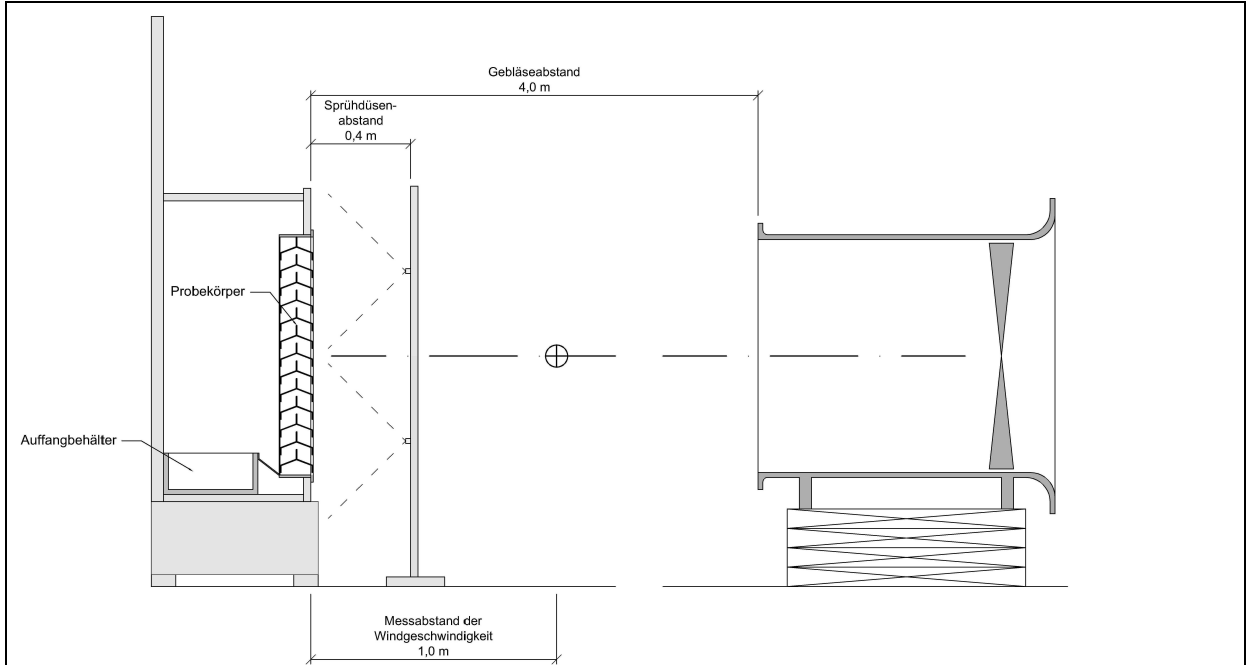 Gebläseabstand
4,0 m
Sprühdüsen-
abstand
0,4 m
Probekörper
Auffangbehälter
Messabstand der
Windgeschwindigkeit
1,0 m